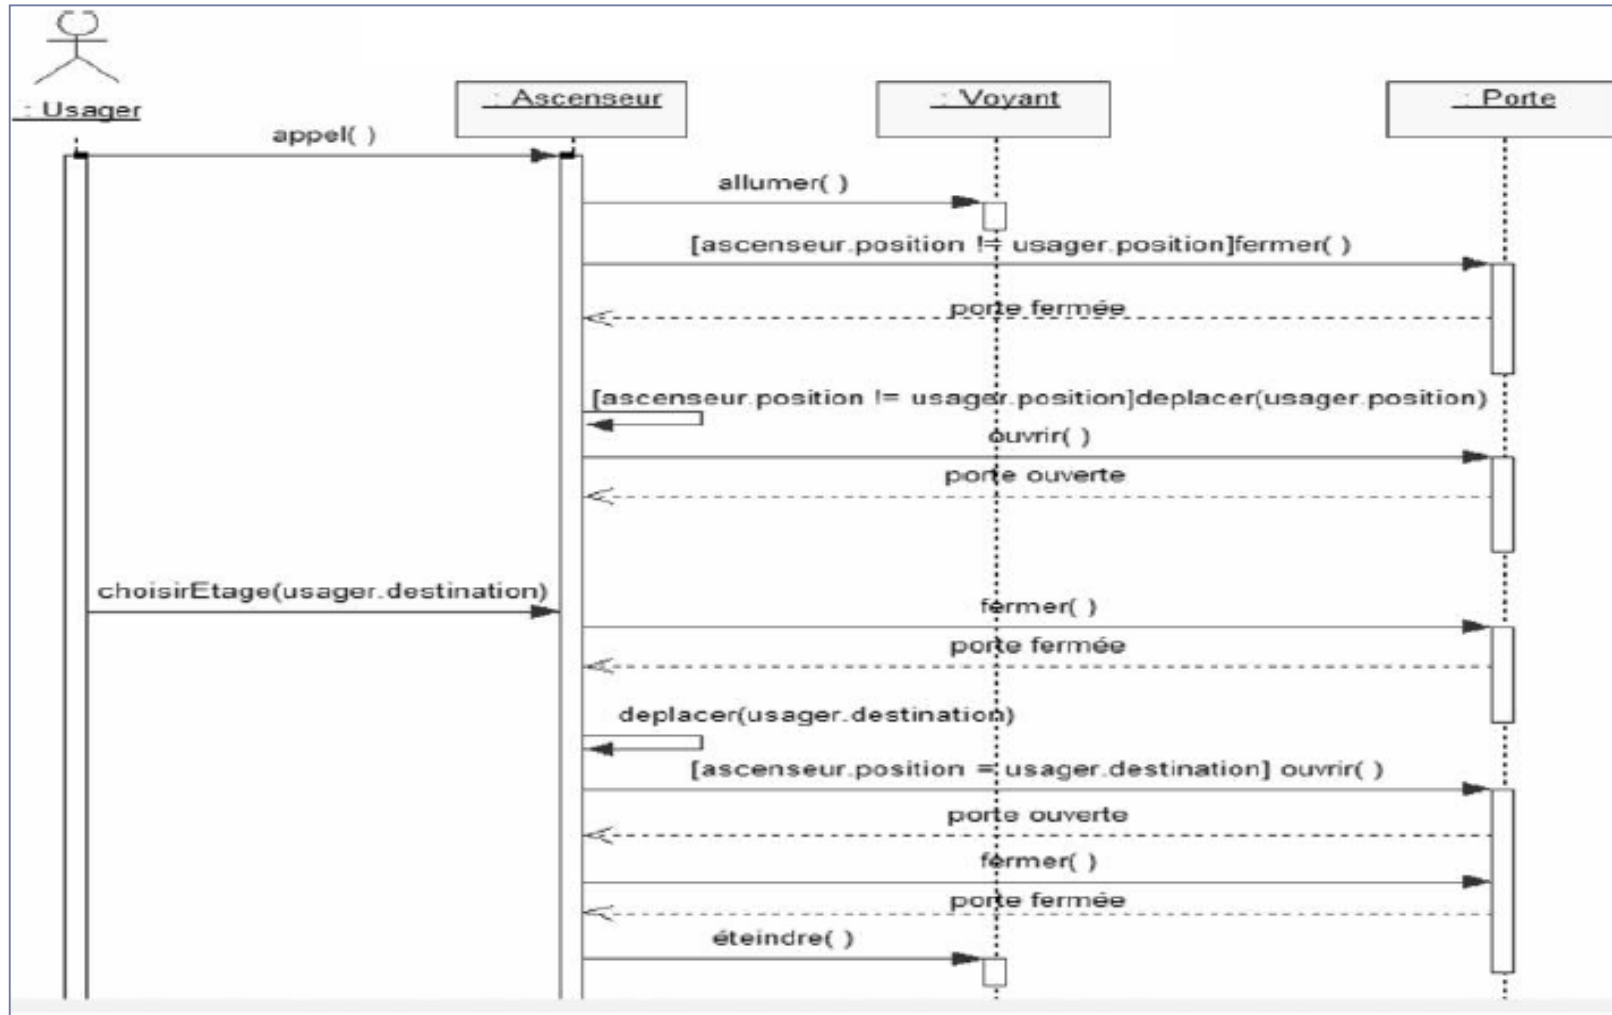 : Usager
: Ascenseur
: Voyant
: Porte
appel( )
allumer( )
[ascenseur.position != usager.position]fermer( )
porte fermée
[ascenseur.position != usager.position]deplacer(usager.position)
ouvrir( )
porte ouverte
choisirEtage(usager.destination)
fermer( )
porte fermée
deplacer(usager.destination)
[ascenseur.position = usager.destination] ouvrir( )
porte ouverte
fermer( )
porte fermée
éteindre( )